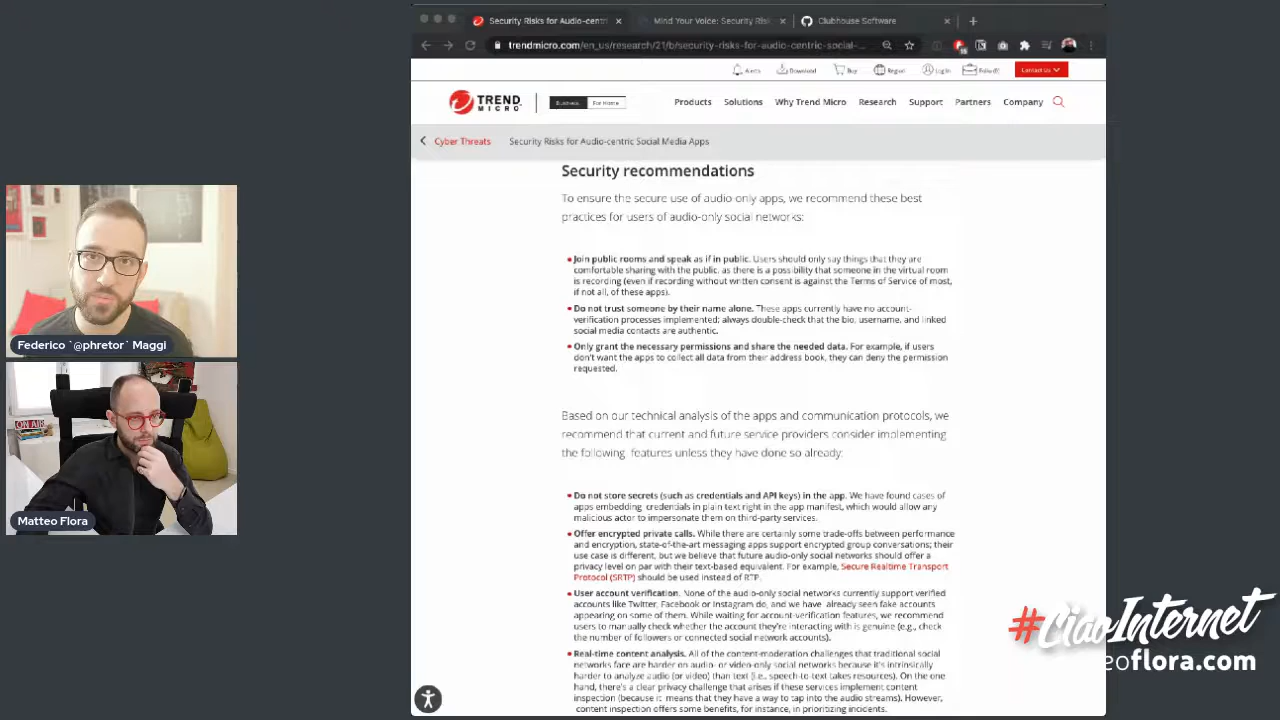 Security Risks for Audio-centri
Mind Your Voice: Security Risk
Clubhouse Software
trendmicro.com/en_us/research/21/b/security-risks-for-audio-centric-social-...
Alerts
Download
Buy
Region
Log In
Folio (0)
Contact Us
TREND
MICRO
Business
For Home
Products
Solutions
Why Trend Micro
Research
Support
Partners
Company
Cyber Threats
Security Risks for Audio-centric Social Media Apps
Security recommendations
To ensure the secure use of audio-only apps, we recommend these best
practices for users of audio-only social networks:
Join public rooms and speak as if in public. Users should only say things that they are
comfortable sharing with the public, as there is a possibility that someone in the virtual room
is recording (even if recording without written consent is against the Terms of Service of most,
if not all, of these apps).
Do not trust someone by their name alone. These apps currently have no account-
verification processes implemented; always double-check that the bio, username, and linked
social media contacts are authentic.
Only grant the necessary permissions and share the needed data. For example, if users
don't want the apps to collect all data from their address book, they can deny the permission
requested.
Based on our technical analysis of the apps and communication protocols, we
recommend that current and future service providers consider implementing
the following features unless they have done so already:
Do not store secrets (such as credentials and API keys) in the app. We have found cases of
apps embedding credentials in plain text right in the app manifest, which would allow any
malicious actor to impersonate them on third-party services.
Offer encrypted private calls. While there are certainly some trade-offs between performance
and encryption, state-of-the-art messaging apps support encrypted group conversations; their
use case is different, but we believe that future audio-only social networks should offer a
privacy level on par with their text-based equivalent. For example, Secure Realtime Transport
Protocol (SRTP) should be used instead of RTP.
User account verification. None of the audio-only social networks currently support verified
accounts like Twitter, Facebook or Instagram do, and we have already seen fake accounts
appearing on some of them. While waiting for account-verification features, we recommend
users to manually check whether the account they're interacting with is genuine (e.g., check
the number of followers or connected social network accounts).
Real-time content analysis. All of the content-moderation challenges that traditional social
networks face are harder on audio- or video-only social networks because it's intrinsically
harder to analyze audio (or video) than text (i.e., speech-to-text takes resources). On the one
hand, there's a clear privacy challenge that arises if these services implement content
inspection (because it means that they have a way to tap into the audio streams). However,
content inspection offers some benefits, for instance, in prioritizing incidents.
Federico `@phretor` Maggi
ON AIR
Matteo Flora
#CiaoInternet
eoflora.com